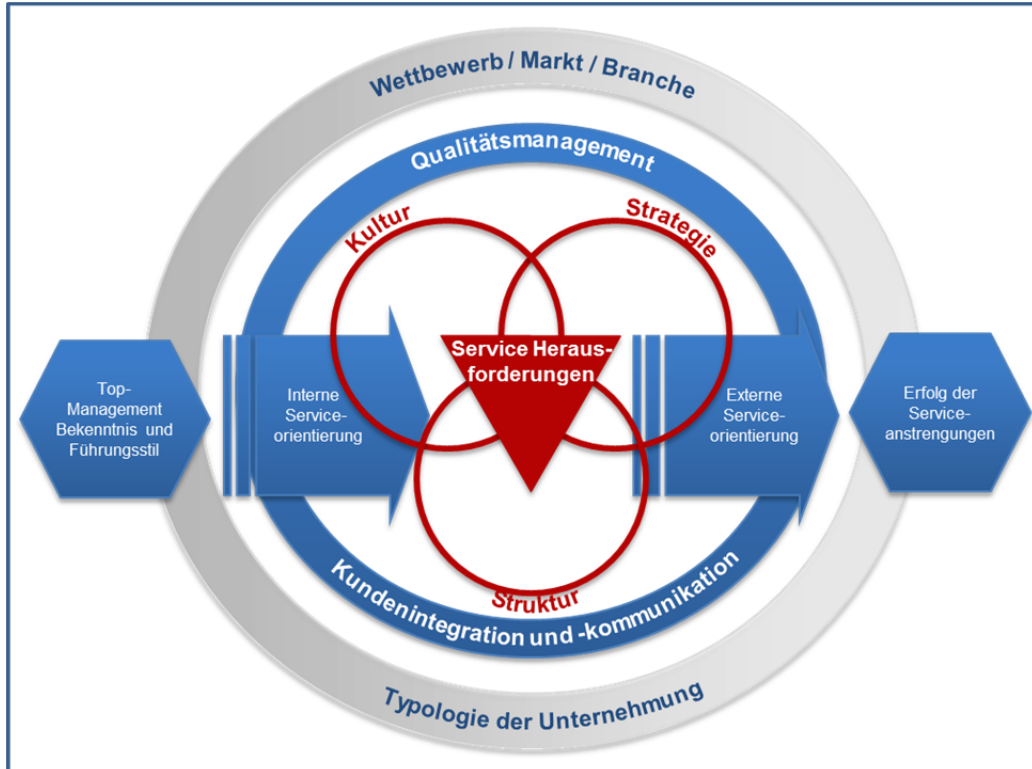 Wettbewerb / Markt / Branche
Qualitätsmanagement
Kultur
Strategie
Service Heraus-
forderungen
Top-
Management
Bekenntnis und
Führungsstil
Interne
Service-
orientierung
Externe
Service-
orientierung
Erfolg der
Service-
anstrengungen
Struktur
Kundenintegration und -kommunikation
Typologie der Unternehmung